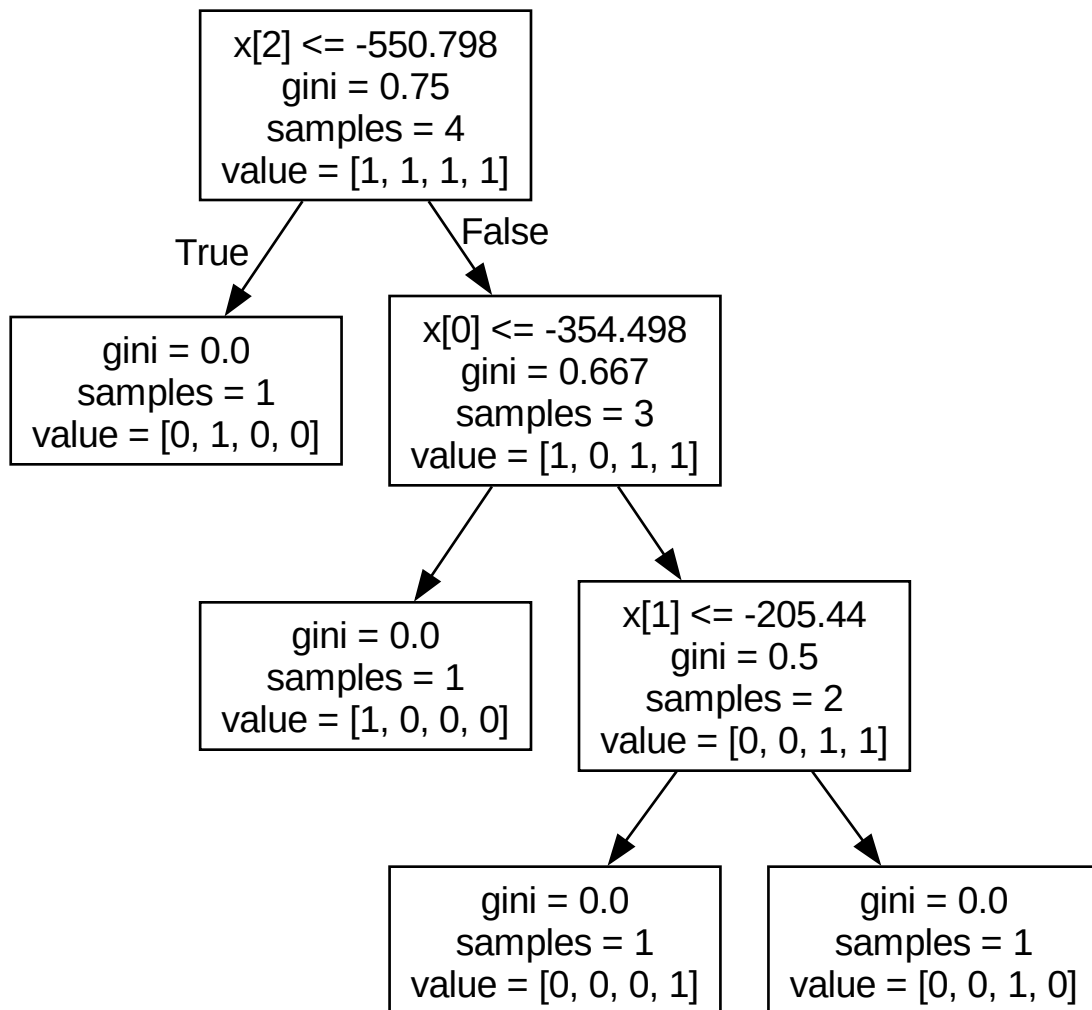 x[2] <= -550.798
gini = 0.75
samples = 4
value = [1, 1, 1, 1]
True
False
gini = 0.0
samples = 1
value = [0, 1, 0, 0]
x[0] <= -354.498
gini = 0.667
samples = 3
value = [1, 0, 1, 1]
gini = 0.0
samples = 1
value = [1, 0, 0, 0]
x[1] <= -205.44
gini = 0.5
samples = 2
value = [0, 0, 1, 1]
gini = 0.0
samples = 1
value = [0, 0, 0, 1]
gini = 0.0
samples = 1
value = [0, 0, 1, 0]